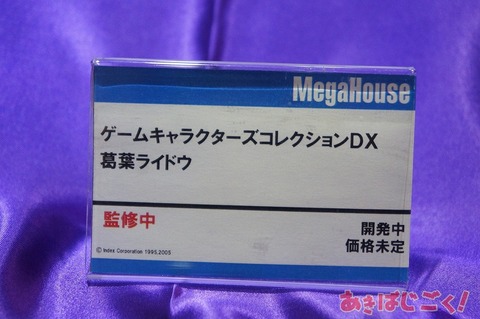 MegaHouse
ゲームキャラクターズコレクションDX
葛葉ライドウ
監修中
開発中
価格未定
© Index Corporation 1995,2003
あきばじごく!